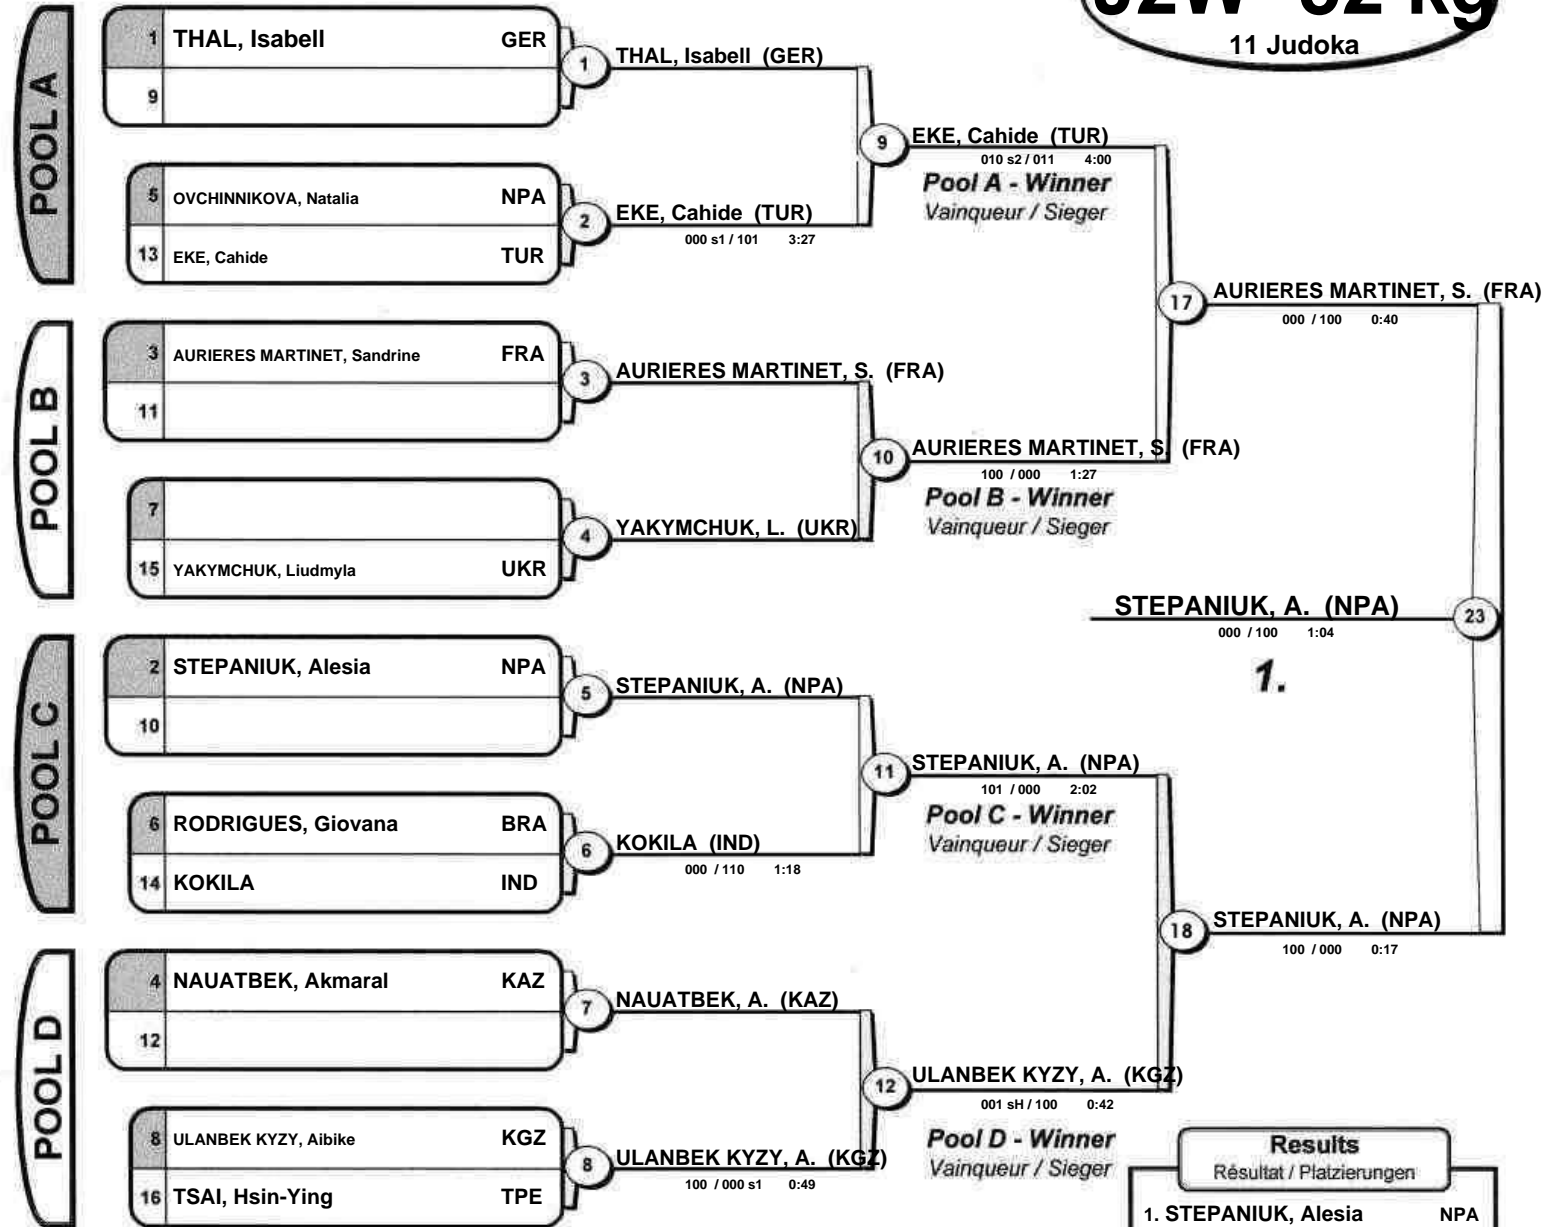 11 Judoka
POOL A
1 THAL, Isabell GER
9
1 THAL, Isabell (GER)
5 OVCHINNIKOVA, Natalia NPA
13 EKE, Cahide TUR
2 EKE, Cahide (TUR)
000 s1 / 101 3:27
9 EKE, Cahide (TUR)
010 s2 / 011 4:00
Pool A - Winner
Vainqueur / Sieger
POOL B
3 AURIERES MARTINET, Sandrine FRA
11
3 AURIERES MARTINET, S. (FRA)
7
15 YAKYMCHUK, Liudmyla UKR
4 YAKYMCHUK, L. (UKR)
10 AURIERES MARTINET, S. (FRA)
100 / 000 1:27
Pool B - Winner
Vainqueur / Sieger
17 AURIERES MARTINET, S. (FRA)
000 / 100 0:40
STEPANIUK, A. (NPA) 23
000 / 100 1:04
1.
POOL C
2 STEPANIUK, Alesia NPA
10
5 STEPANIUK, A. (NPA)
6 RODRIGUES, Giovana BRA
14 KOKILA IND
6 KOKILA (IND)
000 / 110 1:18
11 STEPANIUK, A. (NPA)
101 / 000 2:02
Pool C - Winner
Vainqueur / Sieger
18 STEPANIUK, A. (NPA)
100 / 000 0:17
POOL D
4 NAUATBEK, Akmaral KAZ
12
7 NAUATBEK, A. (KAZ)
8 ULANBEK KYZY, Aibike KGZ
16 TSAI, Hsin-Ying TPE
8 ULANBEK KYZY, A. (KGZ)
100 / 000 s1 0:49
12 ULANBEK KYZY, A. (KGZ)
001 sH / 100 0:42
Pool D - Winner
Vainqueur / Sieger
Results
Résultat / Platzierungen
1. STEPANIUK, Alesia NPA